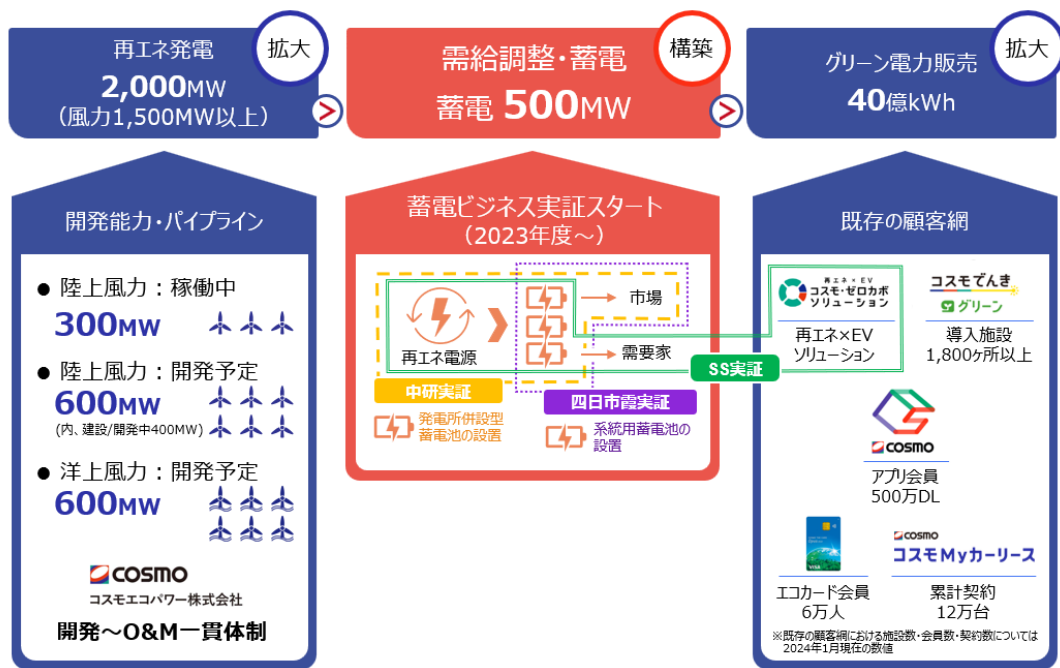 再エネ発電
拡大
2,000MW
(風力1,500MW以上)
需給調整・蓄電
構築
蓄電 500MW
グリーン電力販売
拡大
40億kWh
開発能力・パイプライン
● 陸上風力：稼働中
300MW
● 陸上風力：開発予定
600MW
(内、建設/開発中400MW)
● 洋上風力：開発予定
600MW
COSMO
コスモエコパワー株式会社
開発～O&M一貫体制
蓄電ビジネス実証スタート
(2023年度～)
再エネ電源
市場
需要家
SS実証
中研実証
発電所併設型
蓄電池の設置
四日市霞実証
系統用蓄電池の
設置
既存の顧客網
再エネ×EV
コスモ・ゼロカボ
ソリューション
再エネ×EV
ソリューション
コスモでんき
グリーン
導入施設
1,800ヶ所以上
COSMO
アプリ会員
500万DL
VISA
エコカード会員
6万人
COSMO
コスモMyカーリース
累計契約
12万台
※既存の顧客網における施設数・会員数・契約数については
2024年1月現在の数値